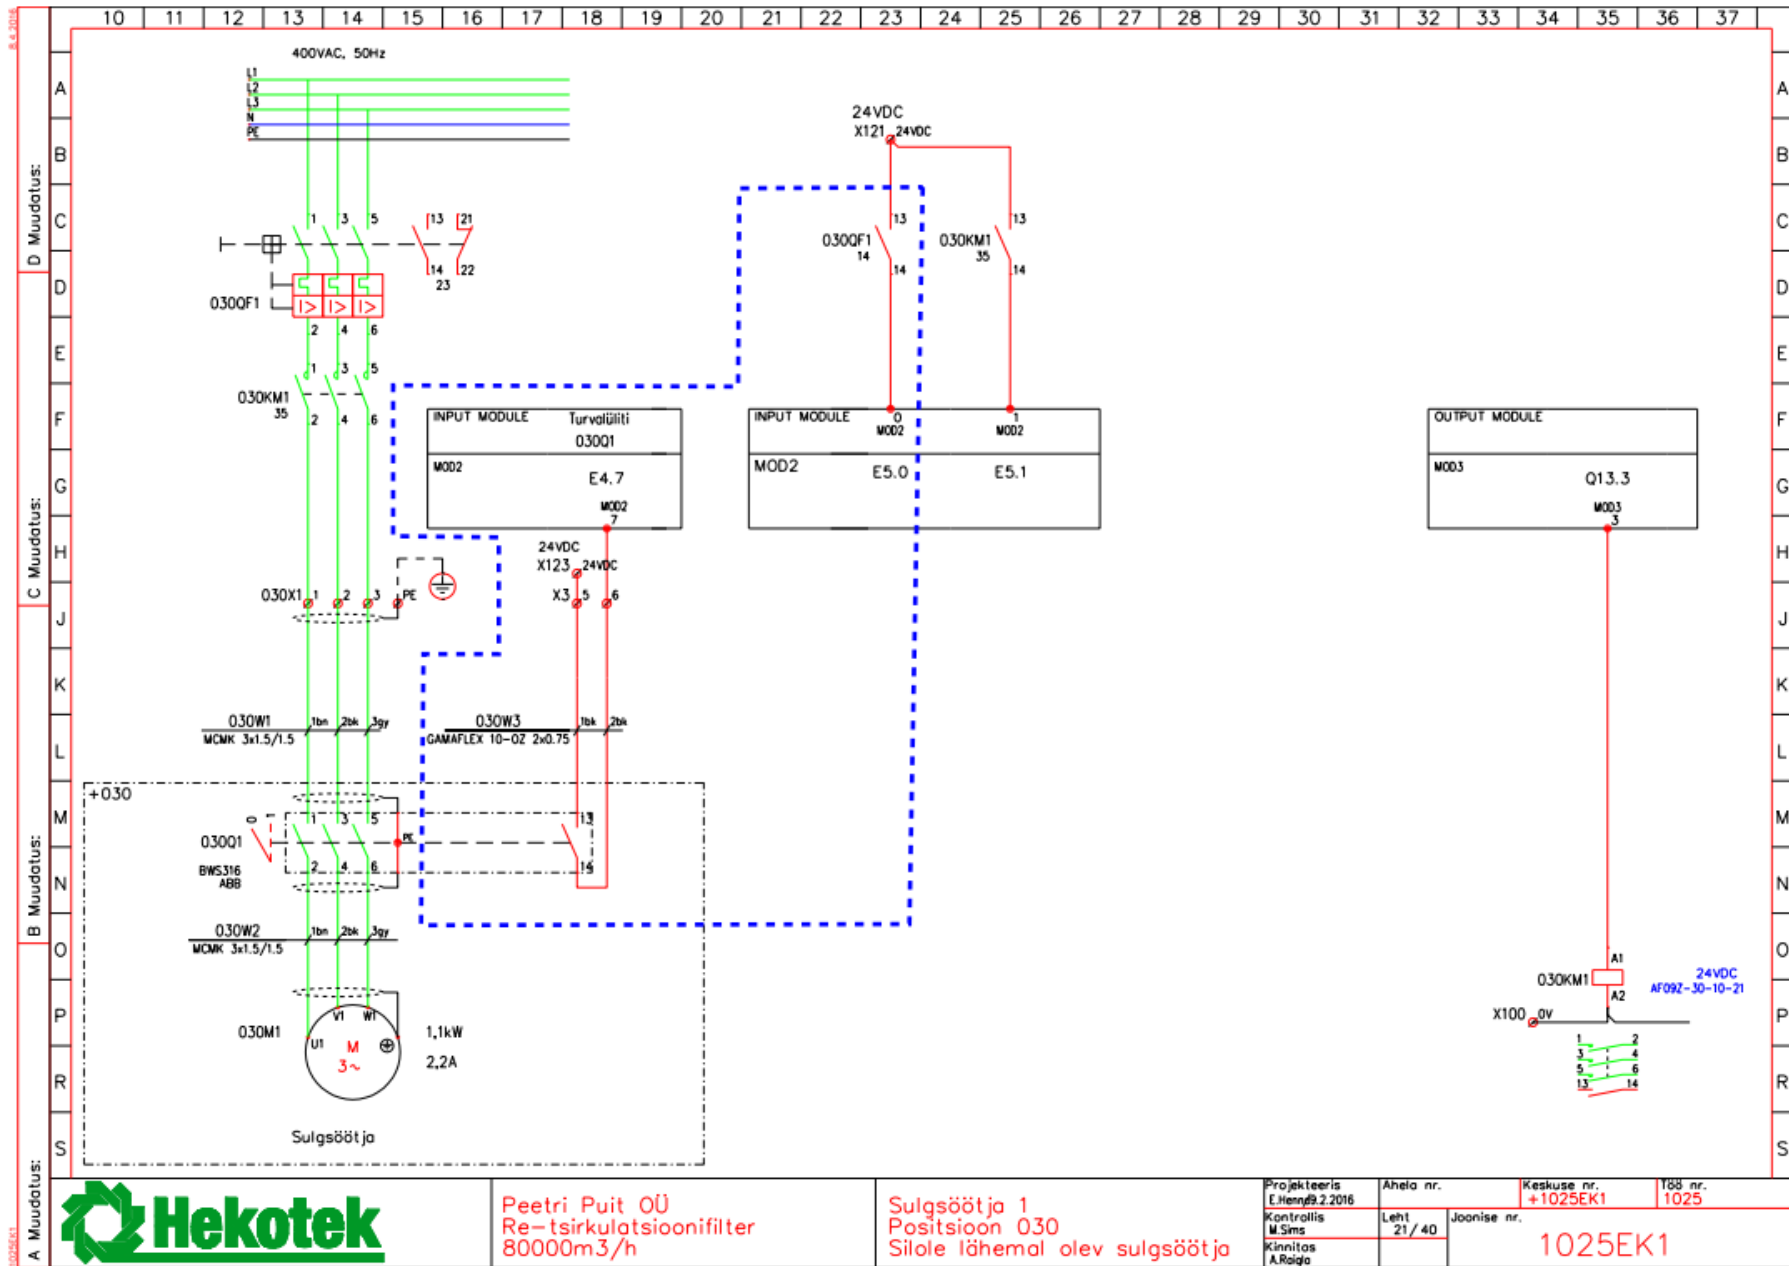 10 11 12 13 14 15 16 17 18 19 20 21 22 23 24 25 26 27 28 29 30 31 32 33 34 35 36 37
8.4.2016
400VAC, 50Hz
L1
L2
L3
N
PE
A A
B B
C C
D D
E E
F F
G G
H H
J J
K K
L L
M M
N N
O O
P P
R R
S S
D Muudatus:
C Muudatus:
B Muudatus:
A Muudatus:
1025EK1
24VDC
X121 24VDC
1 3 5 13 21
14 22
23
030QF1
2 4 6
13
030QF1
14
14
13
030KM1
35
14
1 3 5
030KM1
35
2 4 6
INPUT MODULE Turvalüliti
030Q1
MOD2
E4.7
MOD2
7
INPUT MODULE 0 1
MOD2 MOD2
MOD2 E5.0 E5.1
OUTPUT MODULE
MOD3
Q13.3
MOD3
3
24VDC
X123 24VDC
030X1 1 2 3 PE
X3 5 6
030W1 1bn 2bk 3gy
MCMK 3x1.5/1.5
030W3 1bk 2bk
GAMAFLEX 10-OZ 2x0.75
+030
0 1
1 3 5 13
030Q1 PE
2 4 6 14
BWS316
ABB
030W2 1bn 2bk 3gy
MCMK 3x1.5/1.5
030M1 U1 V1 W1
M
3~
1,1kW
2,2A
Sulgsöötja
A1
030KM1
A2
24VDC
AF09Z-30-10-21
X100 0V
1 2
3 4
5 6
13 14
Hekotek
Peetri Puit OÜ
Re-tsirkulatsioonifilter
80000m3/h
Sulgsöötja 1
Positsioon 030
Silole lähemal olev sulgsöötja
Projekteeris
Kontrollis
M.Sims
Kinnitas
A.Raigla
Ahela nr.
Leht
21/40
Keskuse nr.
+1025EK1
Töö nr.
1025
Joonise nr.
1025EK1